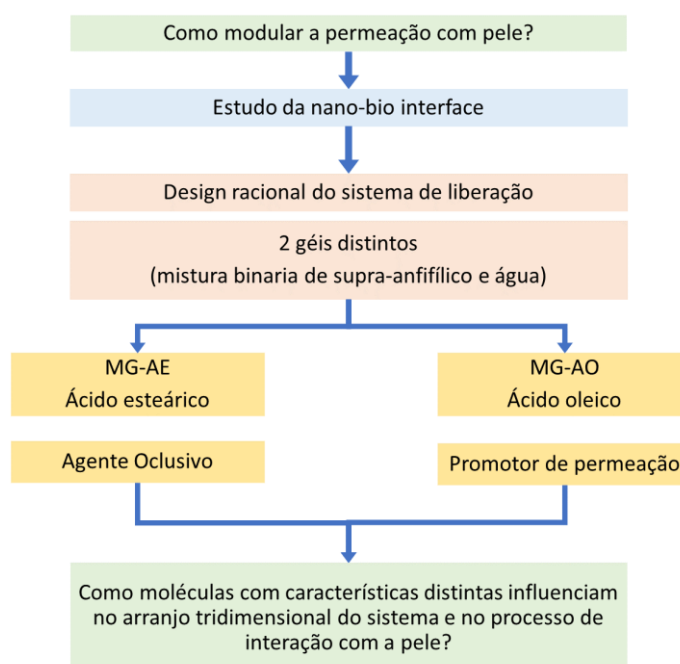 Como modular a permeação com pele?
Estudo da nano-bio interface
Design racional do sistema de liberação
2 géis distintos
(mistura binaria de supra-anfifílico e água)
MG-AE
Ácido esteárico
MG-AO
Ácido oleico
Agente Oclusivo
Promotor de permeação
Como moléculas com características distintas influenciam
no arranjo tridimensional do sistema e no processo de
interação com a pele?